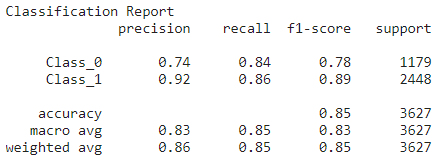 Classification Report
precision recall f1-score support
Class_0 0.74 0.84 0.78 1179
Class_1 0.92 0.86 0.89 2448
accuracy 0.85 3627
macro avg 0.83 0.85 0.83 3627
weighted avg 0.86 0.85 0.85 3627